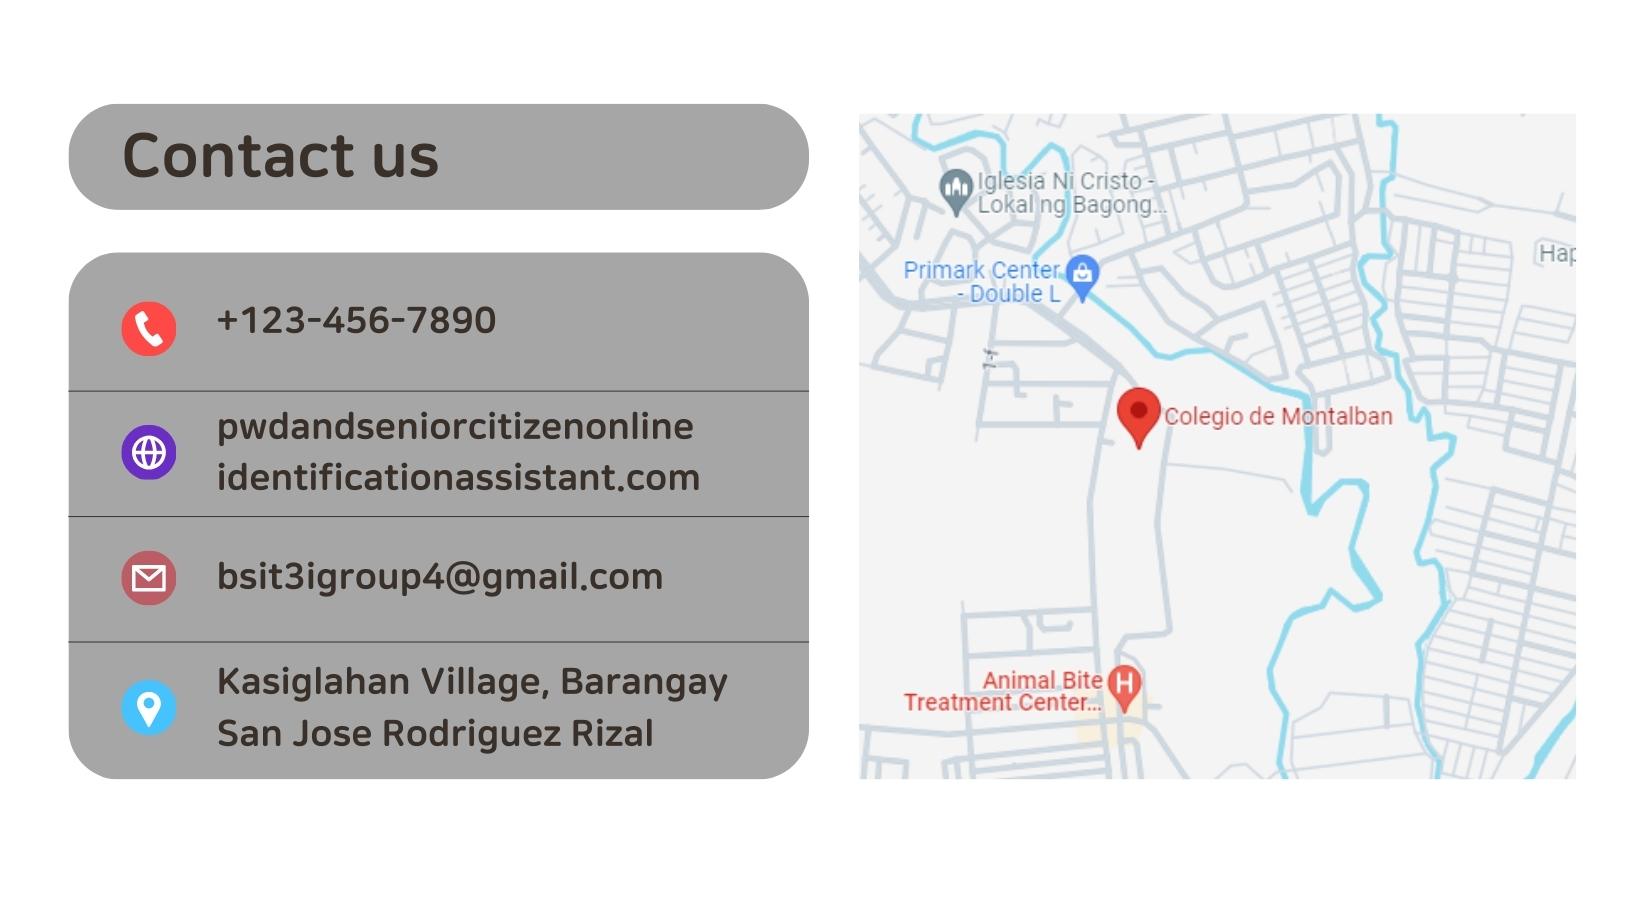 Contact us
+123-456-7890
pwdandseniorcitizenonline
identificationassistant.com
bsit3igroup4@gmail.com
Kasiglahan Village, Barangay
San Jose Rodriguez Rizal
Iglesia Ni Cristo -
Lokal ng Bagong...
Hap
Primark Center
- Double L
Colegio de Montalban
Animal Bite
Treatment Center...
H